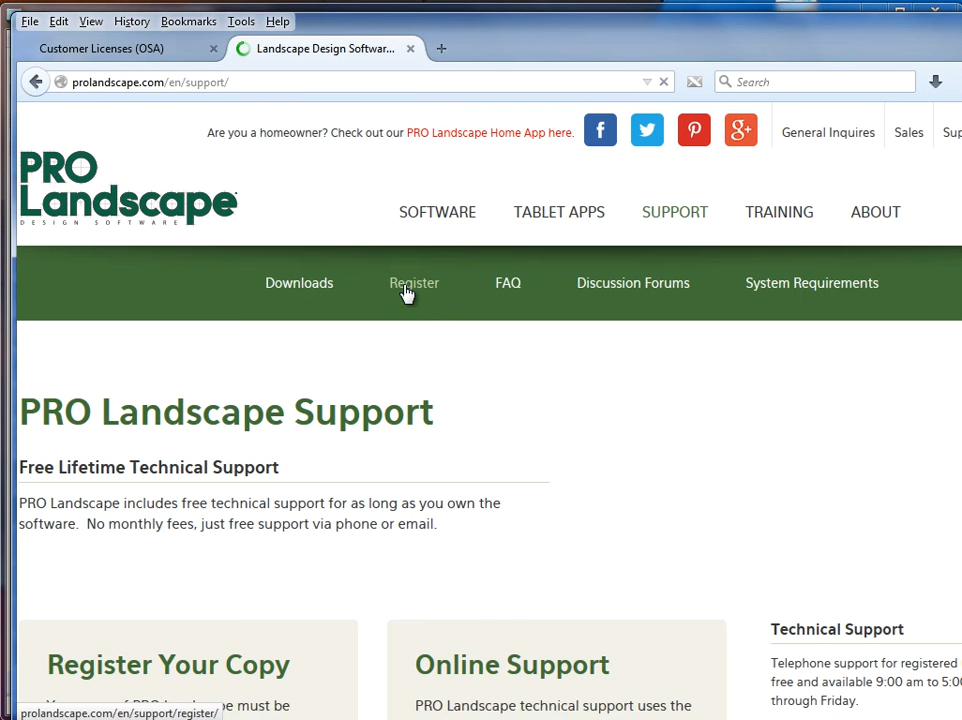 File Edit View History Bookmarks Tools Help
Customer Licenses (OSA)
Landscape Design Softwar...
prolandscape.com/en/support/
Search
Are you a homeowner? Check out our PRO Landscape Home App here.
General Inquires
Sales
Sup
PRO
Landscape
DESIGN SOFTWARE
SOFTWARE
TABLET APPS
SUPPORT
TRAINING
ABOUT
Downloads
Register
FAQ
Discussion Forums
System Requirements
PRO Landscape Support
Free Lifetime Technical Support
PRO Landscape includes free technical support for as long as you own the
software. No monthly fees, just free support via phone or email.
Register Your Copy
be must be
Online Support
PRO Landscape technical support uses the
Technical Support
Telephone support for registered
free and available 9:00 am to 5:00
through Friday.
prolandscape.com/en/support/register/